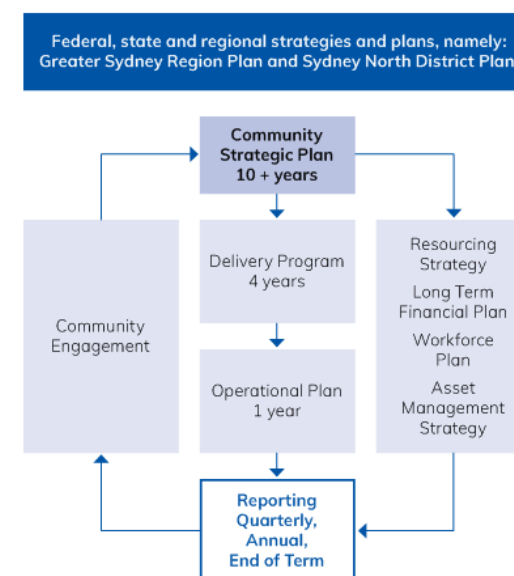 Federal, state and regional strategies and plans, namely:
Greater Sydney Region Plan and Sydney North District Plan
Community
Strategic Plan
10 + years
Community
Engagement
Delivery Program
4 years
Operational Plan
1 year
Resourcing
Strategy
Long Term
Financial Plan
Workforce
Plan
Asset
Management
Strategy
Reporting
Quarterly,
Annual,
End of Term